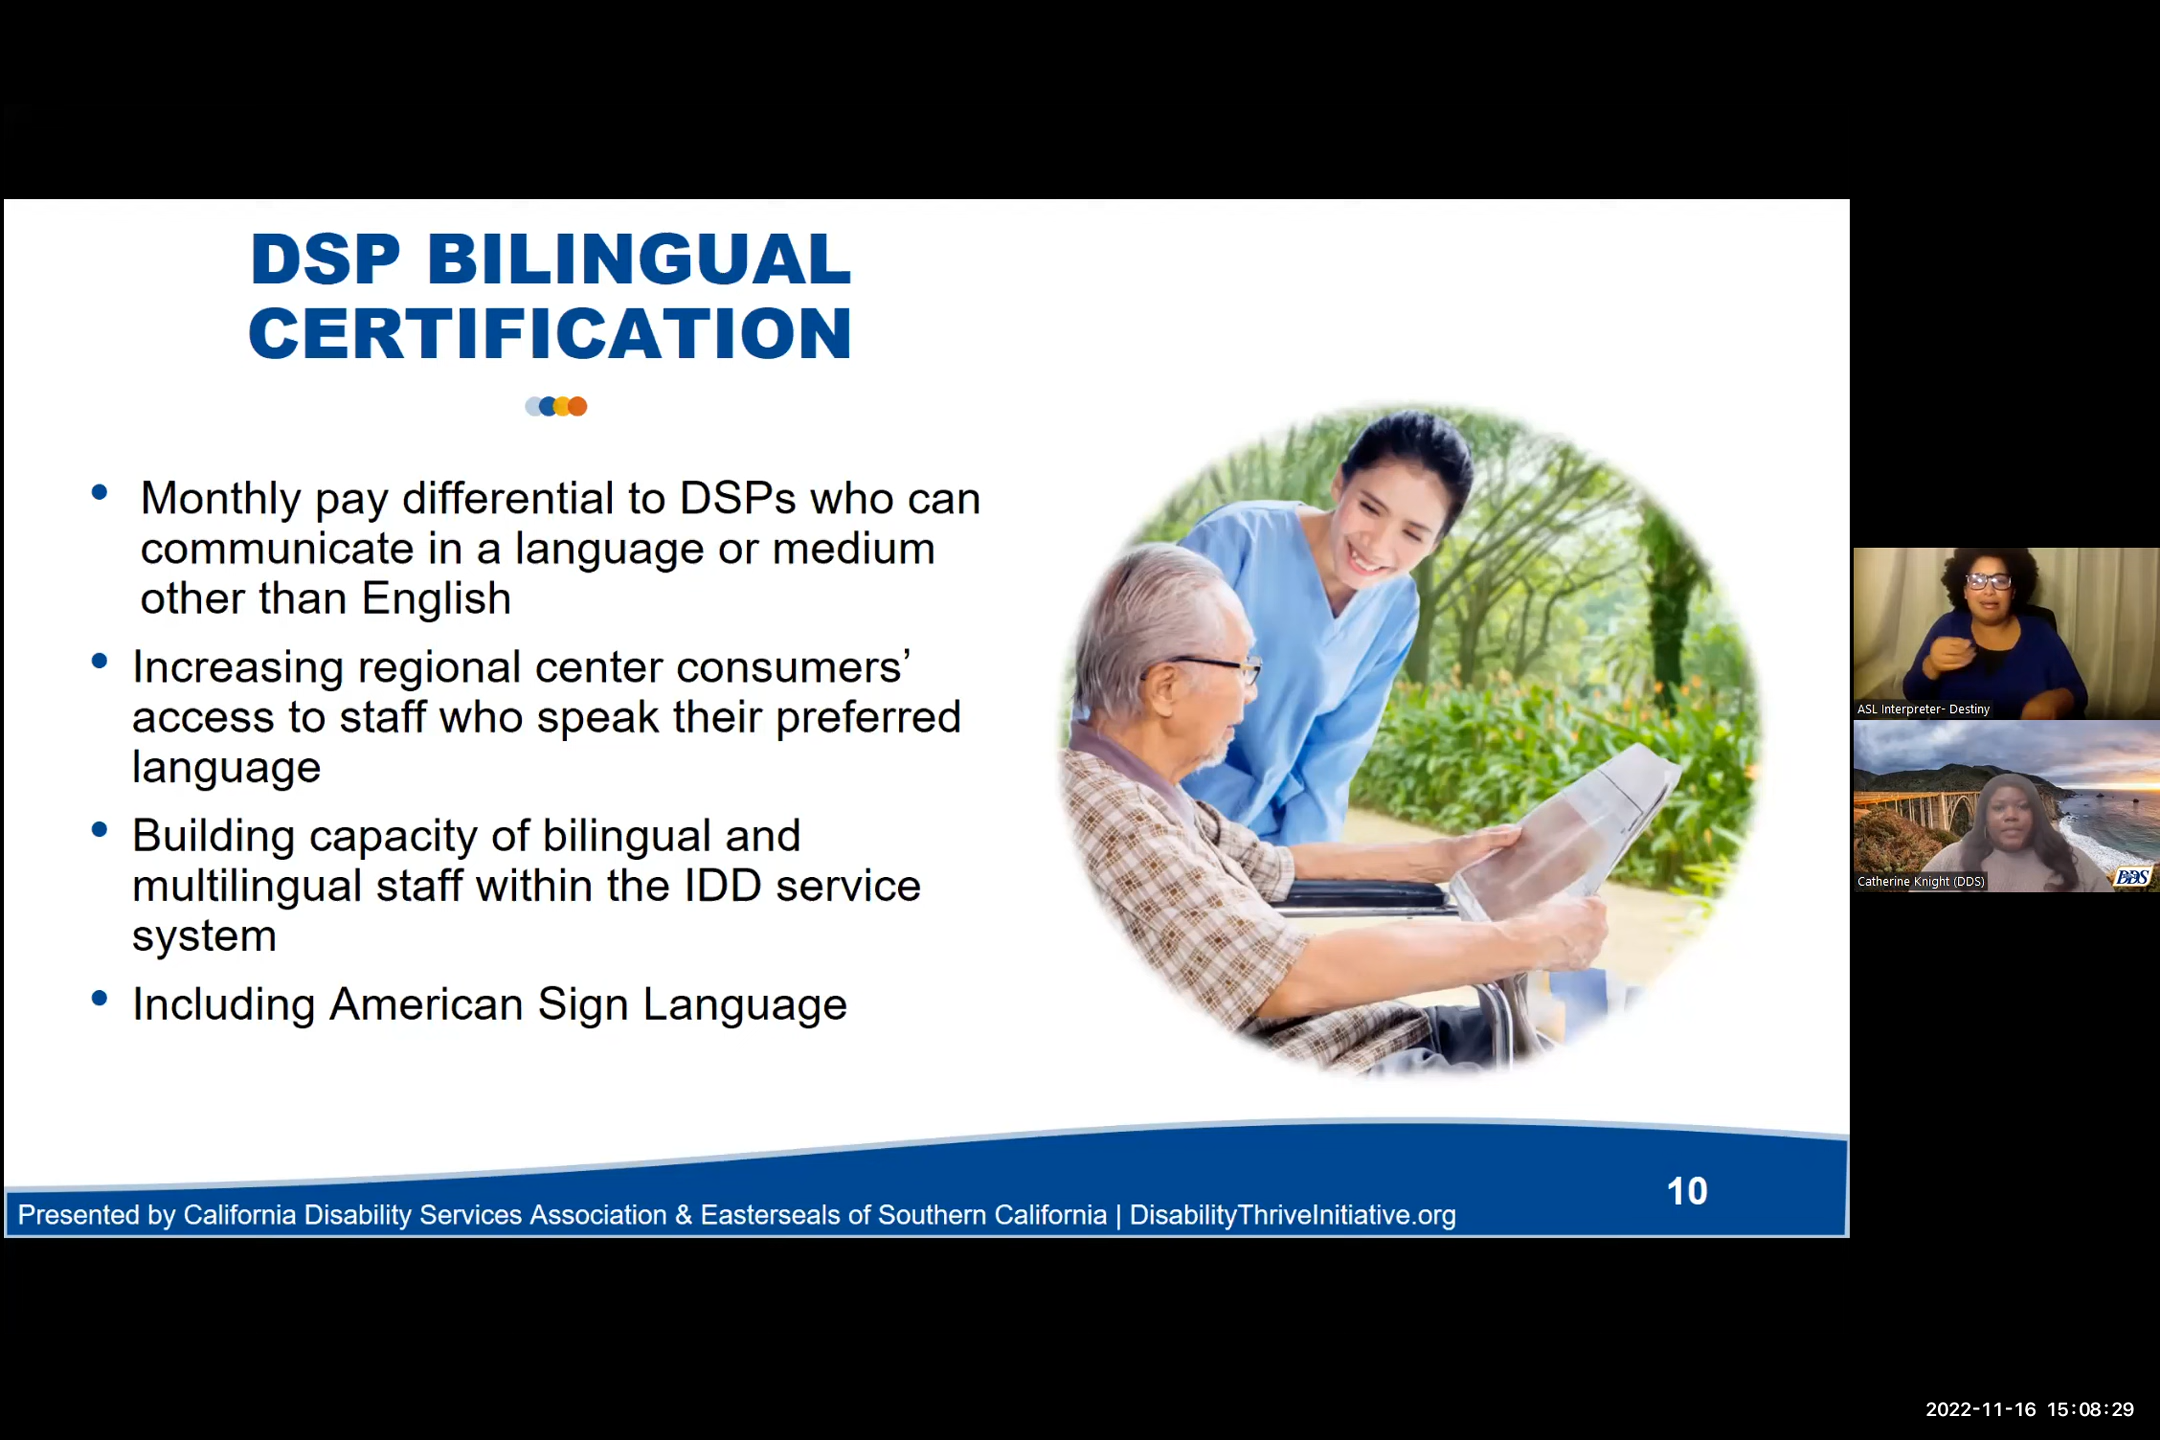 DSP BILINGUAL
CERTIFICATION
• Monthly pay differential to DSPs who can
communicate in a language or medium
other than English
• Increasing regional center consumers’
access to staff who speak their preferred
language
• Building capacity of bilingual and
multilingual staff within the IDD service
system
• Including American Sign Language
Presented by California Disability Services Association & Easterseals of Southern California | DisabilityThriveInitiative.org
10
ASL Interpreter- Destiny
Catherine Knight (DDS)
DDS
2022-11-16 15:08:29